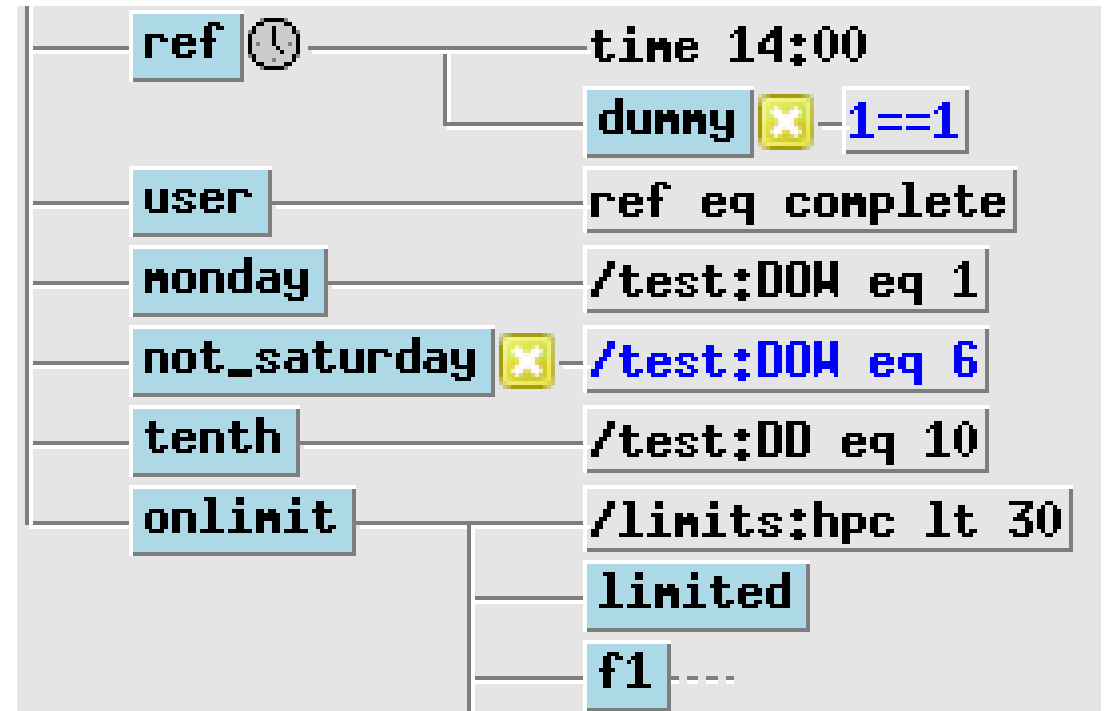 ref time 14:00
dummy 1==1
user ref eq complete
monday /test:DOW eq 1
not_saturday /test:DOW eq 6
tenth /test:DD eq 10
onlimit /limits:hpc lt 30
limited
f1